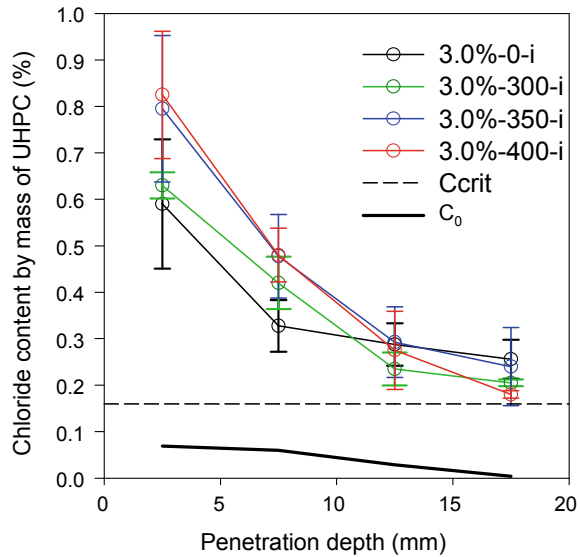 Chloride content by mass of UHPC (%)
1.0
0.9
0.8
0.7
0.6
0.5
0.4
0.3
0.2
0.1
0.0
3.0%-0-i
3.0%-300-i
3.0%-350-i
3.0%-400-i
Ccrit
C₀
0 5 10 15 20
Penetration depth (mm)